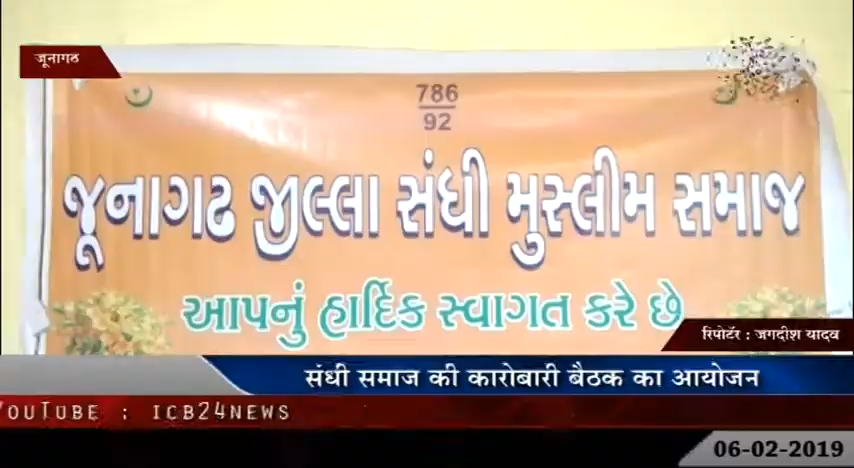 जूनागठ
786
92
જૂનાગઢ જીલ્લા સંધી મુસ્લીમ સમાજ
આપનું હાર્દિક સ્વાગત કરે છે
रिपोर्टर : जगदीश यादव
संधी समाज की कारोबारी बैठक का आयोजन
YOUTUBE : ICB24NEWS
06-02-2019